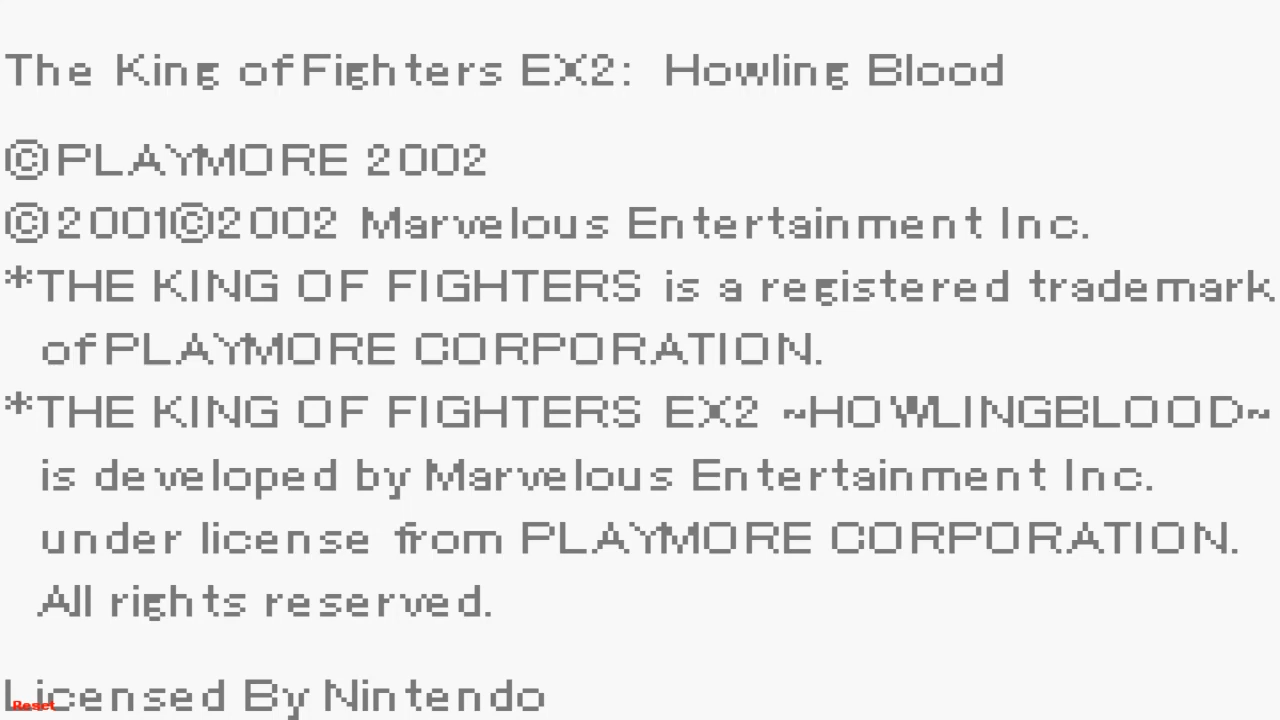 The King of Fighters EX2: Howling Blood
©PLAYMORE 2002
©2001©2002 Marvelous Entertainment Inc.
*THE KING OF FIGHTERS is a registered trademark
of PLAYMORE CORPORATION.
*THE KING OF FIGHTERS EX2 ~HOWLINGBLOOD~
is developed by Marvelous Entertainment Inc.
under license from PLAYMORE CORPORATION.
All rights reserved.
Licensed By Nintendo
Reset